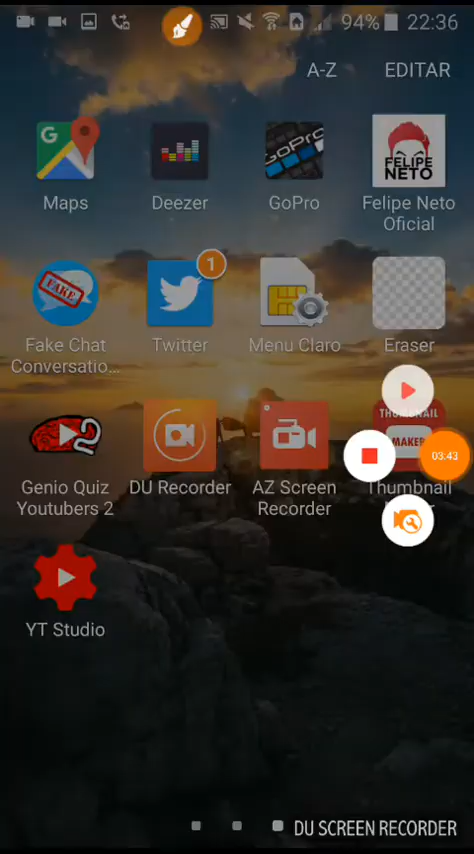 94% 22:36
A-Z EDITAR
G
GoPro
FELIPE
NETO
Maps Deezer GoPro Felipe Neto
Oficial
FAKE
1
Fake Chat Twitter Menu Claro Eraser
Conversatio...
THUMBNAIL
MAKER
03:43
Genio Quiz DU Recorder AZ Screen Thumbnail
Youtubers 2 Recorder
YT Studio
DU SCREEN RECORDER